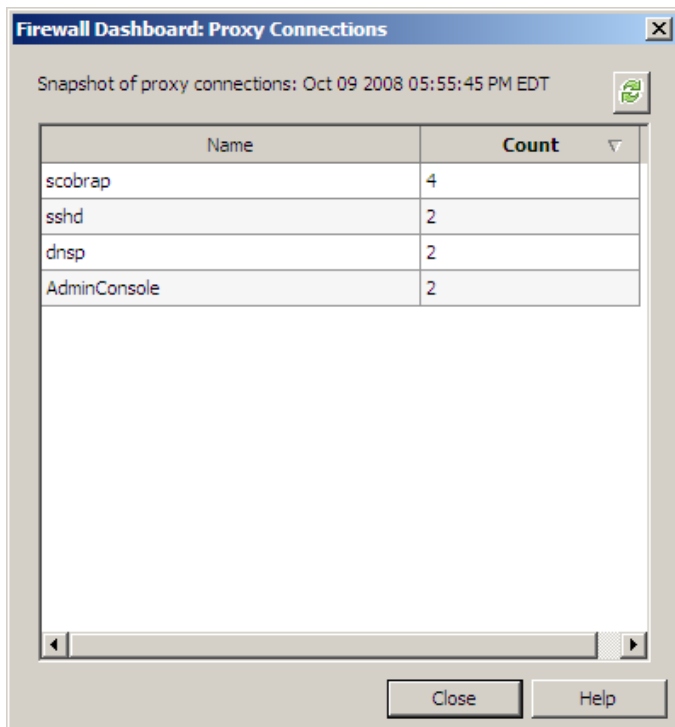 Firewall Dashboard: Proxy Connections
Snapshot of proxy connections: Oct 09 2008 05:55:45 PM EDT
Name Count
scobrap 4
sshd 2
dnsp 2
AdminConsole 2
Close Help